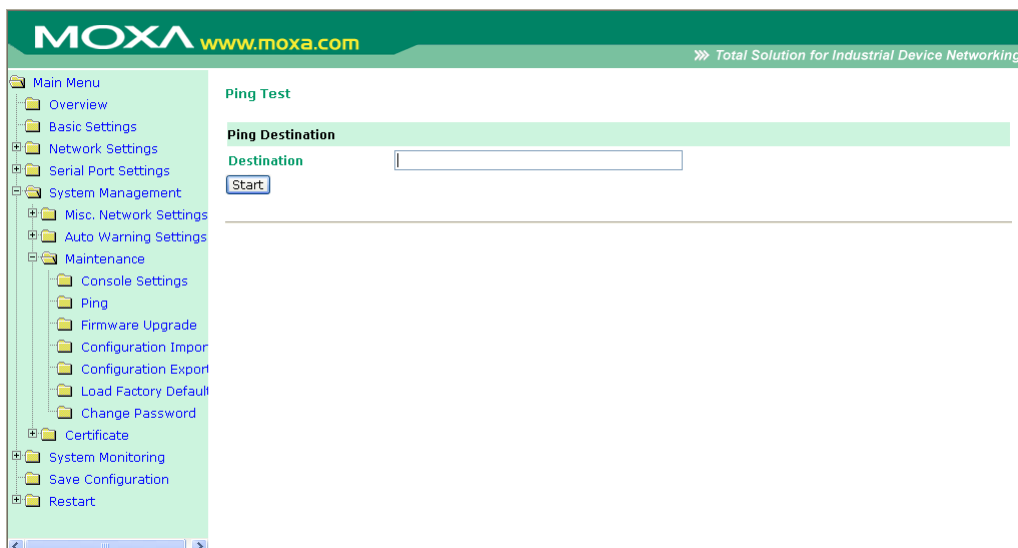 MOXA www.moxa.com
Total Solution for Industrial Device Networking
Main Menu
Overview
Basic Settings
Network Settings
Serial Port Settings
System Management
Misc. Network Settings
Auto Warning Settings
Maintenance
Console Settings
Ping
Firmware Upgrade
Configuration Impor
Configuration Export
Load Factory Default
Change Password
Certificate
System Monitoring
Save Configuration
Restart
Ping Test
Ping Destination
Destination
Start